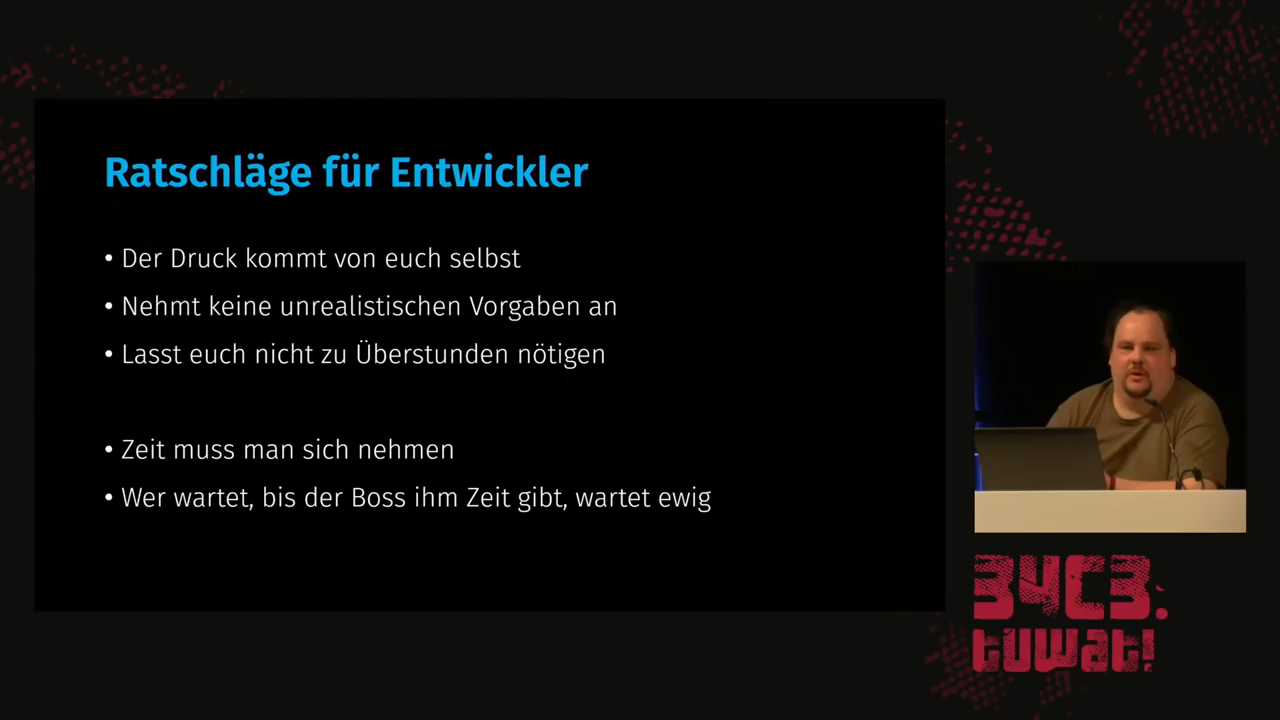 Ratschläge für Entwickler
• Der Druck kommt von euch selbst
• Nehmt keine unrealistischen Vorgaben an
• Lasst euch nicht zu Überstunden nötigen
• Zeit muss man sich nehmen
• Wer wartet, bis der Boss ihm Zeit gibt, wartet ewig
34C3.
tuwat!